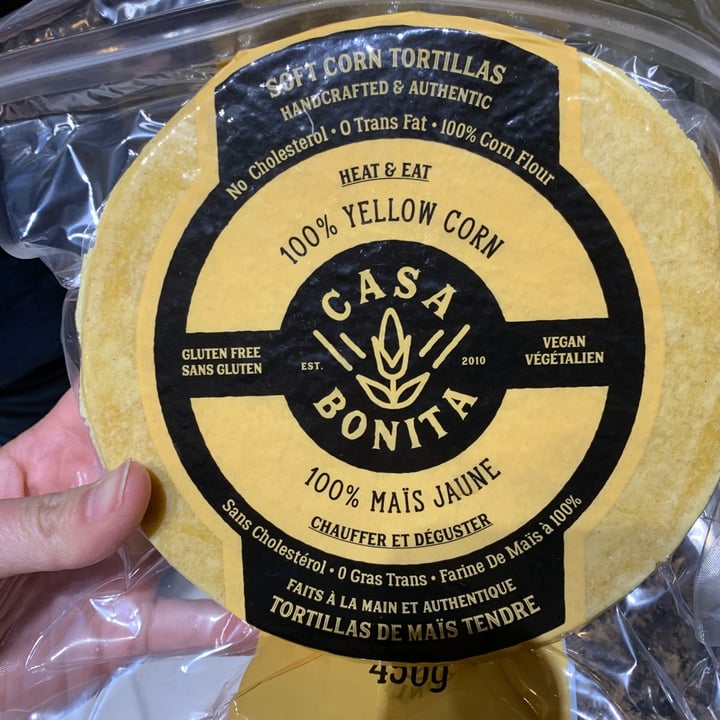 SOFT CORN TORTILLAS
HANDCRAFTED & AUTHENTIC
No Cholesterol • 0 Trans Fat • 100% Corn Flour
HEAT & EAT
100% YELLOW CORN
CASA
GLUTEN FREE
SANS GLUTEN
EST.
2010
VEGAN
VÉGÉTALIEN
BONITA
100% MAÏS JAUNE
CHAUFFER ET DÉGUSTER
Sans Cholestérol • 0 Gras Trans • Farine De Maïs à 100%
FAITS À LA MAIN ET AUTHENTIQUE
TORTILLAS DE MAÏS TENDRE